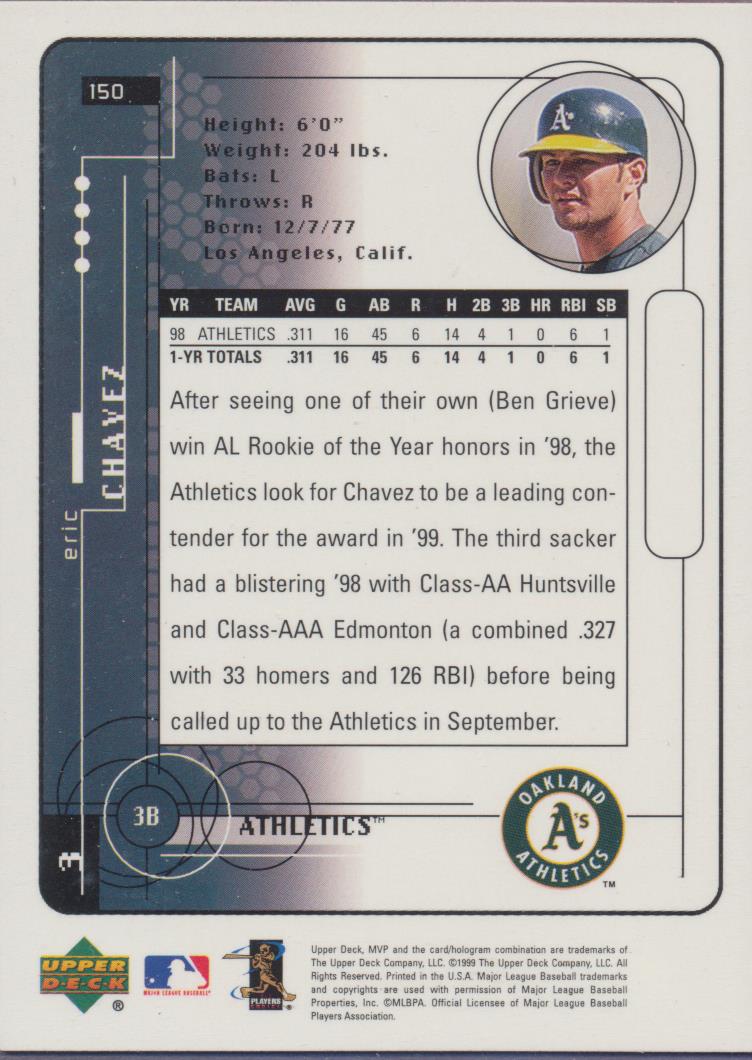 150
Height: 6'0"
Weight: 204 lbs.
Bats: L
Throws: R
Born: 12/7/77
Los Angeles, Calif.
A's
YR TEAM AVG G AB R H 2B 3B HR RBI SB
98 ATHLETICS .311 16 45 6 14 4 1 0 6 1
1-YR TOTALS .311 16 45 6 14 4 1 0 6 1
After seeing one of their own (Ben Grieve)
win AL Rookie of the Year honors in '98, the
Athletics look for Chavez to be a leading con-
tender for the award in '99. The third sacker
had a blistering '98 with Class-AA Huntsville
and Class-AAA Edmonton (a combined .327
with 33 homers and 126 RBI) before being
called up to the Athletics in September.
eric CHAVEZ
3
3B
ATHLETICS™
OAKLAND
A's
ATHLETICS
™
UPPER
D·E·C·K
®
MAJOR LEAGUE BASEBALL®
PLAYERS
CHOICE
Upper Deck, MVP and the card/hologram combination are trademarks of
The Upper Deck Company, LLC. ©1999 The Upper Deck Company, LLC. All
Rights Reserved. Printed in the U.S.A. Major League Baseball trademarks
and copyrights are used with permission of Major League Baseball
Properties, Inc. ©MLBPA. Official Licensee of Major League Baseball
Players Association.